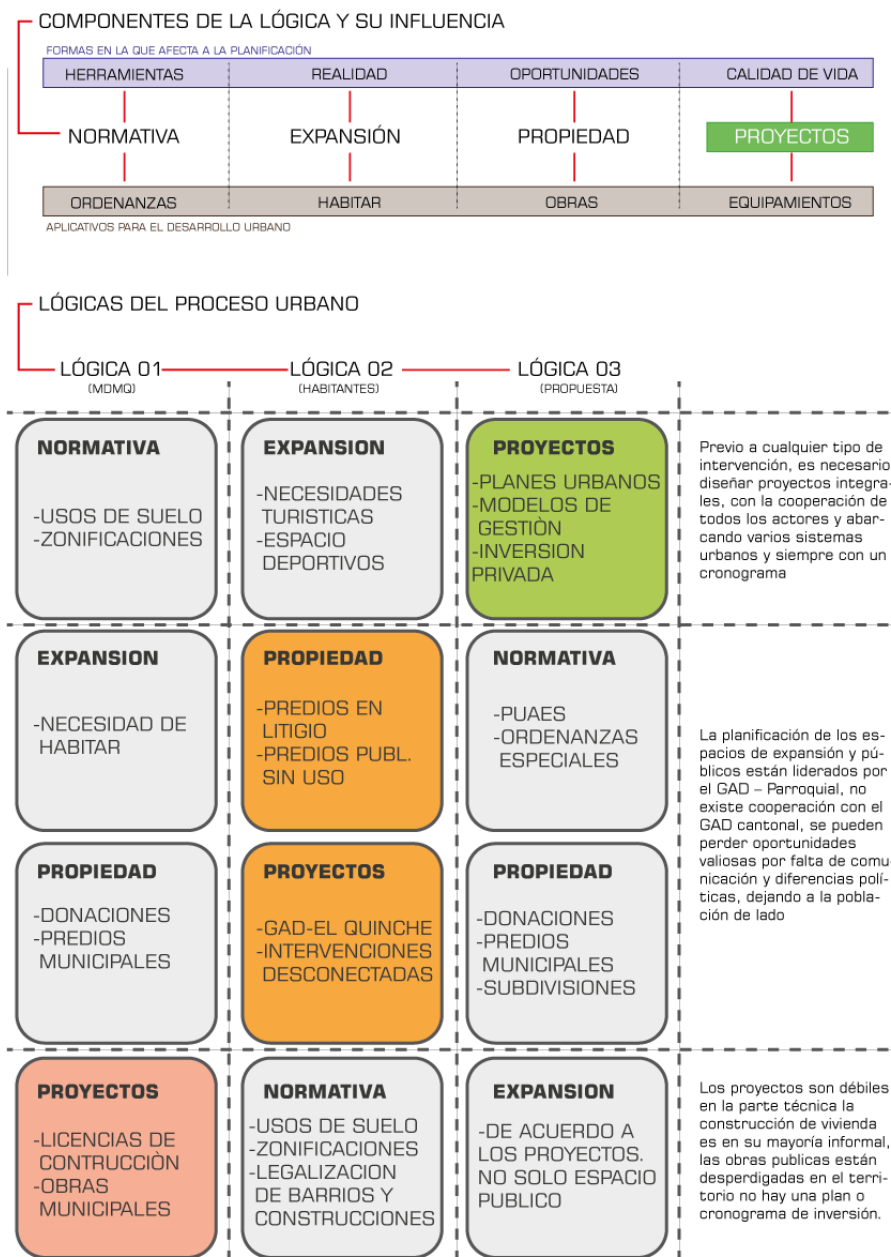 COMPONENTES DE LA LÓGICA Y SU INFLUENCIA
FORMAS EN LA QUE AFECTA A LA PLANIFICACIÓN
HERRAMIENTAS
REALIDAD
OPORTUNIDADES
CALIDAD DE VIDA
NORMATIVA
EXPANSIÓN
PROPIEDAD
PROYECTOS
ORDENANZAS
HABITAR
OBRAS
EQUIPAMIENTOS
APLICATIVOS PARA EL DESARROLLO URBANO
LÓGICAS DEL PROCESO URBANO
LÓGICA 01
(MDMQ)
LÓGICA 02
(HABITANTES)
LÓGICA 03
(PROPUESTA)
NORMATIVA
-USOS DE SUELO
-ZONIFICACIONES
EXPANSION
-NECESIDADES
TURISTICAS
-ESPACIO
DEPORTIVOS
PROYECTOS
-PLANES URBANOS
-MODELOS DE
GESTIÒN
-INVERSION
PRIVADA
Previo a cualquier tipo de
intervención, es necesario
diseñar proyectos integra-
les, con la cooperación de
todos los actores y abar-
cando varios sistemas
urbanos y siempre con un
cronograma
EXPANSION
-NECESIDAD DE
HABITAR
PROPIEDAD
-PREDIOS EN
LITIGIO
-PREDIOS PUBL.
SIN USO
NORMATIVA
-PUAES
-ORDENANZAS
ESPECIALES
La planificación de los es-
pacios de expansión y pú-
blicos están liderados por
el GAD – Parroquial, no
existe cooperación con el
GAD cantonal, se pueden
perder oportunidades
valiosas por falta de comu-
nicación y diferencias polí-
ticas, dejando a la pobla-
ción de lado
PROPIEDAD
-DONACIONES
-PREDIOS
MUNICIPALES
PROYECTOS
-GAD-EL QUINCHE
-INTERVENCIONES
DESCONECTADAS
PROPIEDAD
-DONACIONES
-PREDIOS
MUNICIPALES
-SUBDIVISIONES
PROYECTOS
-LICENCIAS DE
CONTRUCCIÒN
-OBRAS
MUNICIPALES
NORMATIVA
-USOS DE SUELO
-ZONIFICACIONES
-LEGALIZACION
DE BARRIOS Y
CONSTRUCCIONES
EXPANSION
-DE ACUERDO A
LOS PROYECTOS.
NO SOLO ESPACIO
PUBLICO
Los proyectos son débiles
en la parte técnica la
construcción de vivienda
es en su mayoría informal,
las obras publicas están
desperdigadas en el terri-
torio no hay una plan o
cronograma de inversión.